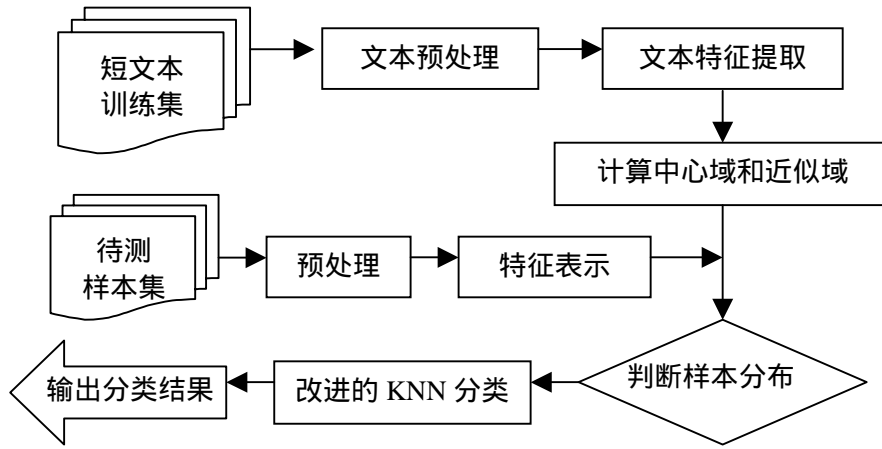 短文本
训练集
文本预处理
文本特征提取
计算中心域和近似域
待测
样本集
预处理
特征表示
判断样本分布
改进的 KNN 分类
输出分类结果